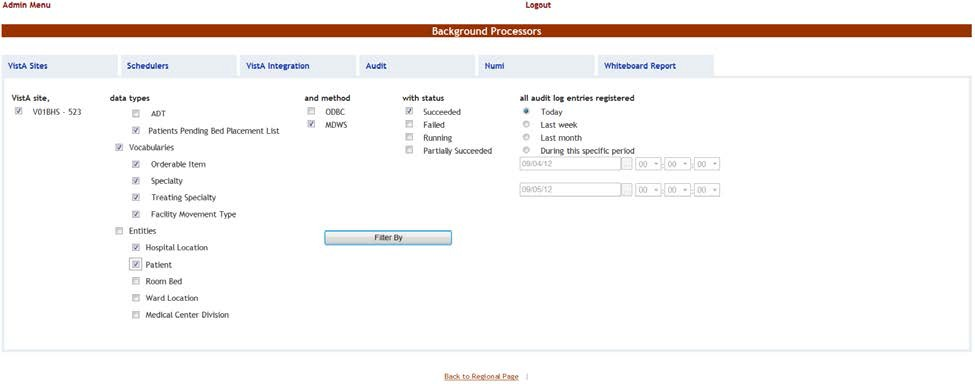 Admin Menu Logout
Background Processors
VistA Sites Schedulers VistA Integration Audit Numi Whiteboard Report
VistA site, data types and method with status all audit log entries registered
V01BHS - 523 ADT ODBC Succeeded Today
Patients Pending Bed Placement List MDWS Failed Last week
Vocabularies Running Last month
Orderable Item Partially Succeeded During this specific period
09/04/12 ... 00 : 00 : 00
Specialty
09/05/12 ... 00 : 00 : 00
Treating Specialty
Facility Movement Type
Entities Filter By
Hospital Location
Patient
Room Bed
Ward Location
Medical Center Division
Back to Regional Page |